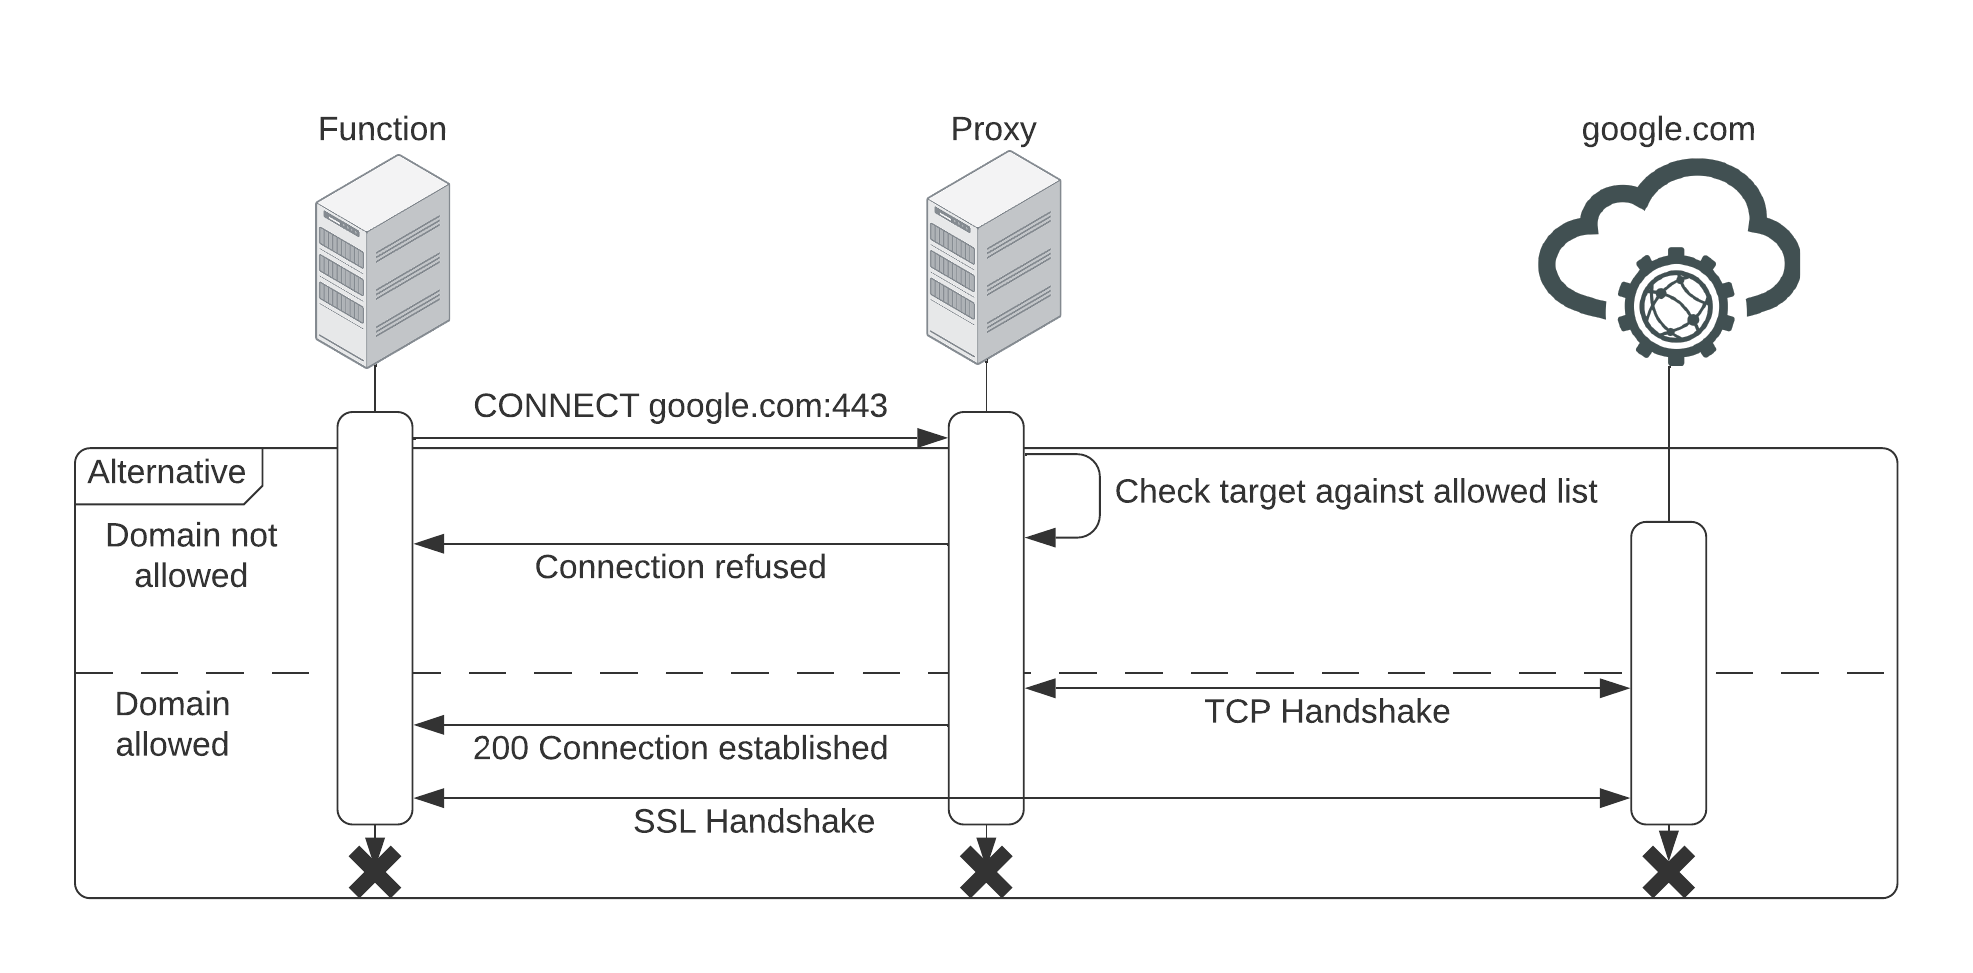 Function
Proxy
google.com
CONNECT google.com:443
Alternative
Check target against allowed list
Domain not
allowed
Connection refused
Domain
allowed
TCP Handshake
200 Connection established
SSL Handshake